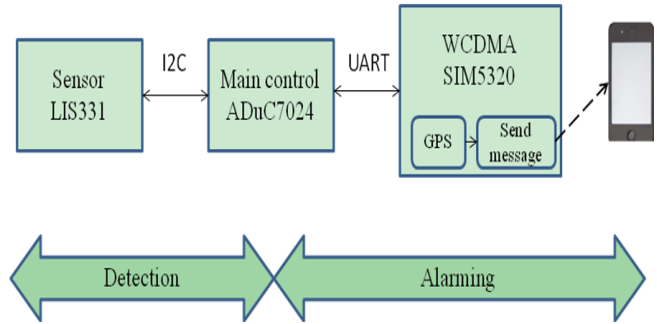 Sensor
LIS331
I2C
Main control
ADuC7024
UART
WCDMA
SIM5320
GPS
Send
message
Detection
Alarming